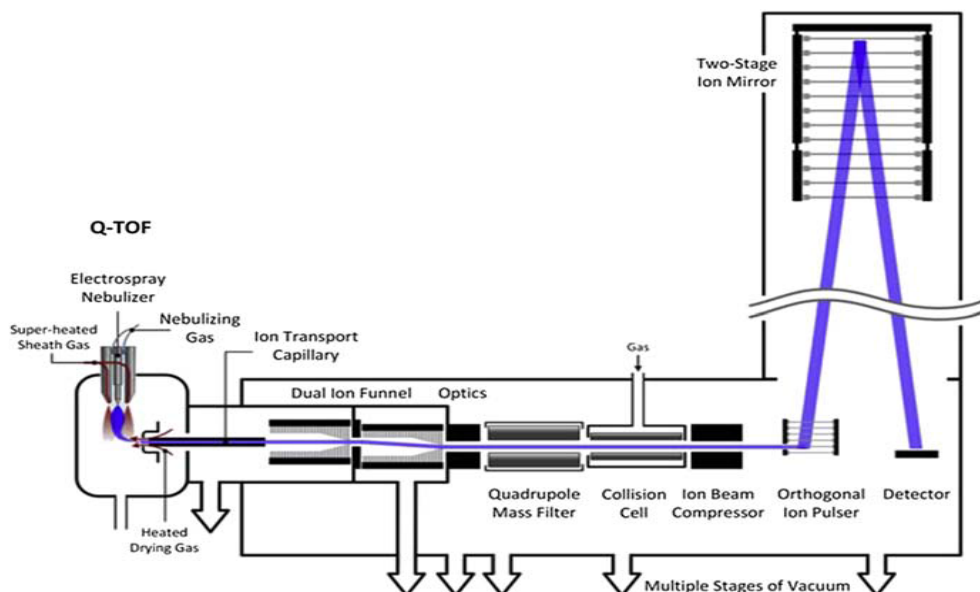 Two-Stage
Ion Mirror
Q-TOF
Electrospray
Nebulizer
Nebulizing
Gas
Super-heated
Sheath Gas
Ion Transport
Capillary
Gas
Dual Ion Funnel
Optics
Quadrupole
Mass Filter
Collision
Cell
Ion Beam
Compressor
Orthogonal
Ion Pulser
Detector
Heated
Drying Gas
Multiple Stages of Vacuum